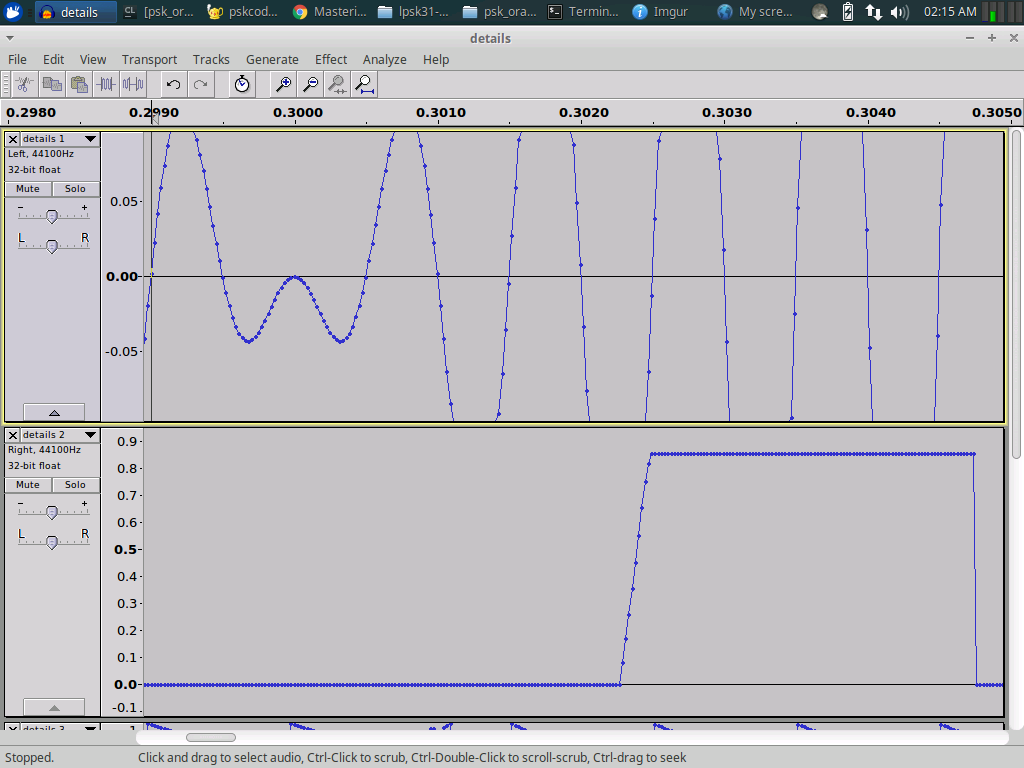 details [psk_or... pskcod... Masteri... lpsk31-... psk_ora... Termin... Imgur My scre... 02:15 AM
details
File Edit View Transport Tracks Generate Effect Analyze Help
0.2980 0.2990 0.3000 0.3010 0.3020 0.3030 0.3040 0.3050
details 1
Left, 44100Hz
32-bit float
Mute Solo
- +
L R
0.05
0.00
-0.05
details 2
Right, 44100Hz
32-bit float
Mute Solo
- +
L R
0.9
0.8
0.7
0.6
0.5
0.4
0.3
0.2
0.1
0.0
-0.1
details 3 1
Stopped. Click and drag to select audio, Ctrl-Click to scrub, Ctrl-Double-Click to scroll-scrub, Ctrl-drag to seek